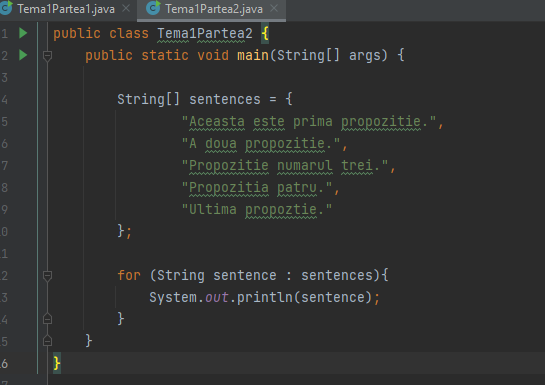 Tema1Partea1.java × Tema1Partea2.java ×
1 public class Tema1Partea2 {
2 public static void main(String[] args) {
3
4 String[] sentences = {
5 "Aceasta este prima propozitie.",
6 "A doua propozitie.",
7 "Propozitie numarul trei.",
8 "Propozitia patru.",
9 "Ultima propoztie."
10 };
11
12 for (String sentence : sentences){
13 System.out.println(sentence);
14 }
15 }
16 }